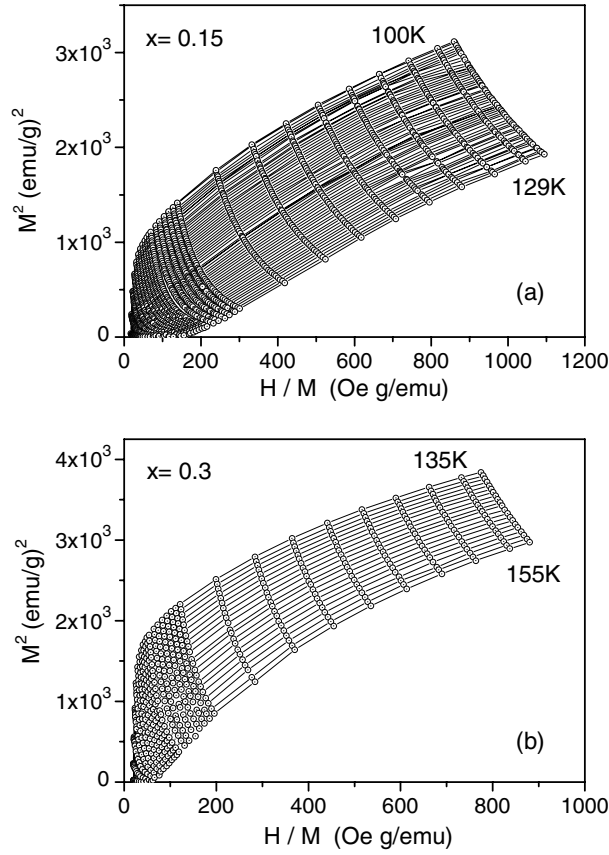 x= 0.15
100K
129K
(a)
3x10³
2x10³
1x10³
0
M² (emu/g)²
0 200 400 600 800 1000 1200
H / M (Oe g/emu)
x= 0.3
135K
155K
(b)
4x10³
3x10³
2x10³
1x10³
0
M² (emu/g)²
0 200 400 600 800 1000
H / M (Oe g/emu)